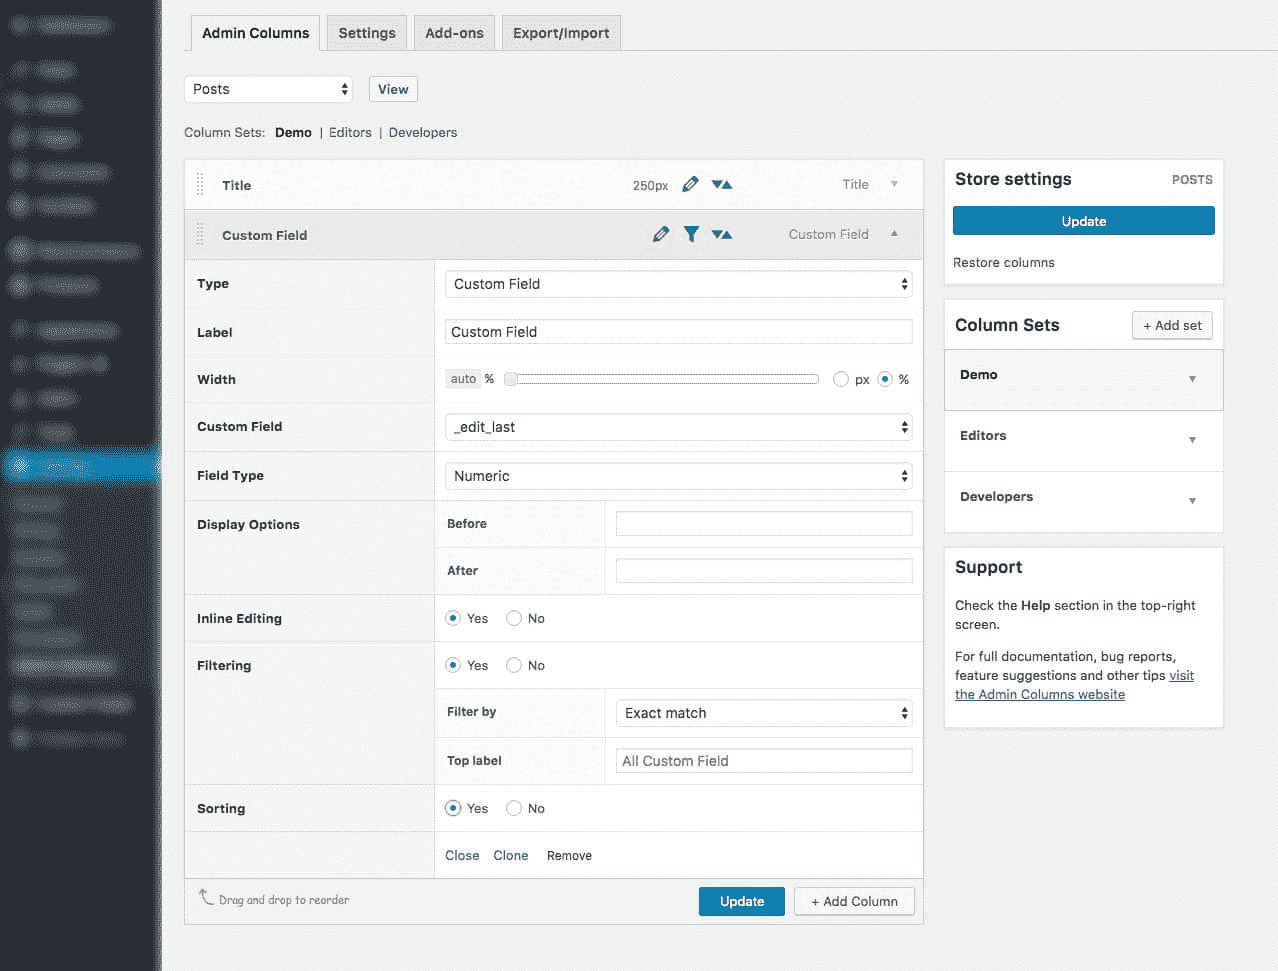 Admin Columns Settings Add-ons Export/Import
Posts View
Column Sets: Demo | Editors | Developers
Title 250px Title
Custom Field Custom Field
Type Custom Field
Label Custom Field
Width auto % px %
Custom Field _edit_last
Field Type Numeric
Display Options Before
After
Inline Editing Yes No
Filtering Yes No
Filter by Exact match
Top label All Custom Field
Sorting Yes No
Close Clone Remove
Drag and drop to reorder Update + Add Column
Store settings POSTS
Update
Restore columns
Column Sets + Add set
Demo
Editors
Developers
Support
Check the Help section in the top-right
screen.
For full documentation, bug reports,
feature suggestions and other tips visit
the Admin Columns website